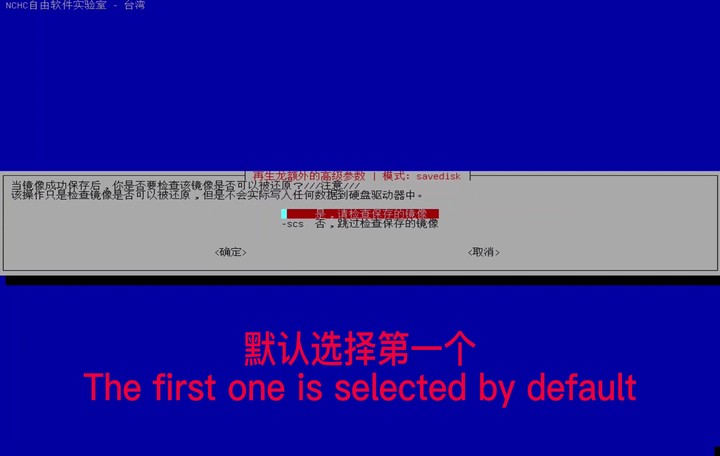 NCHC自由软件实验室 - 台湾
再生龙额外的高级参数 | 模式: savedisk
当镜像成功保存后，你是否要检查该镜像是否可以被还原？///注意///
该操作只是检查镜像是否可以被还原，但是不会实际写入任何数据到硬盘驱动器中。
是，请检查保存的镜像
-scs 否，跳过检查保存的镜像
<确定> <取消>
默认选择第一个
The first one is selected by default